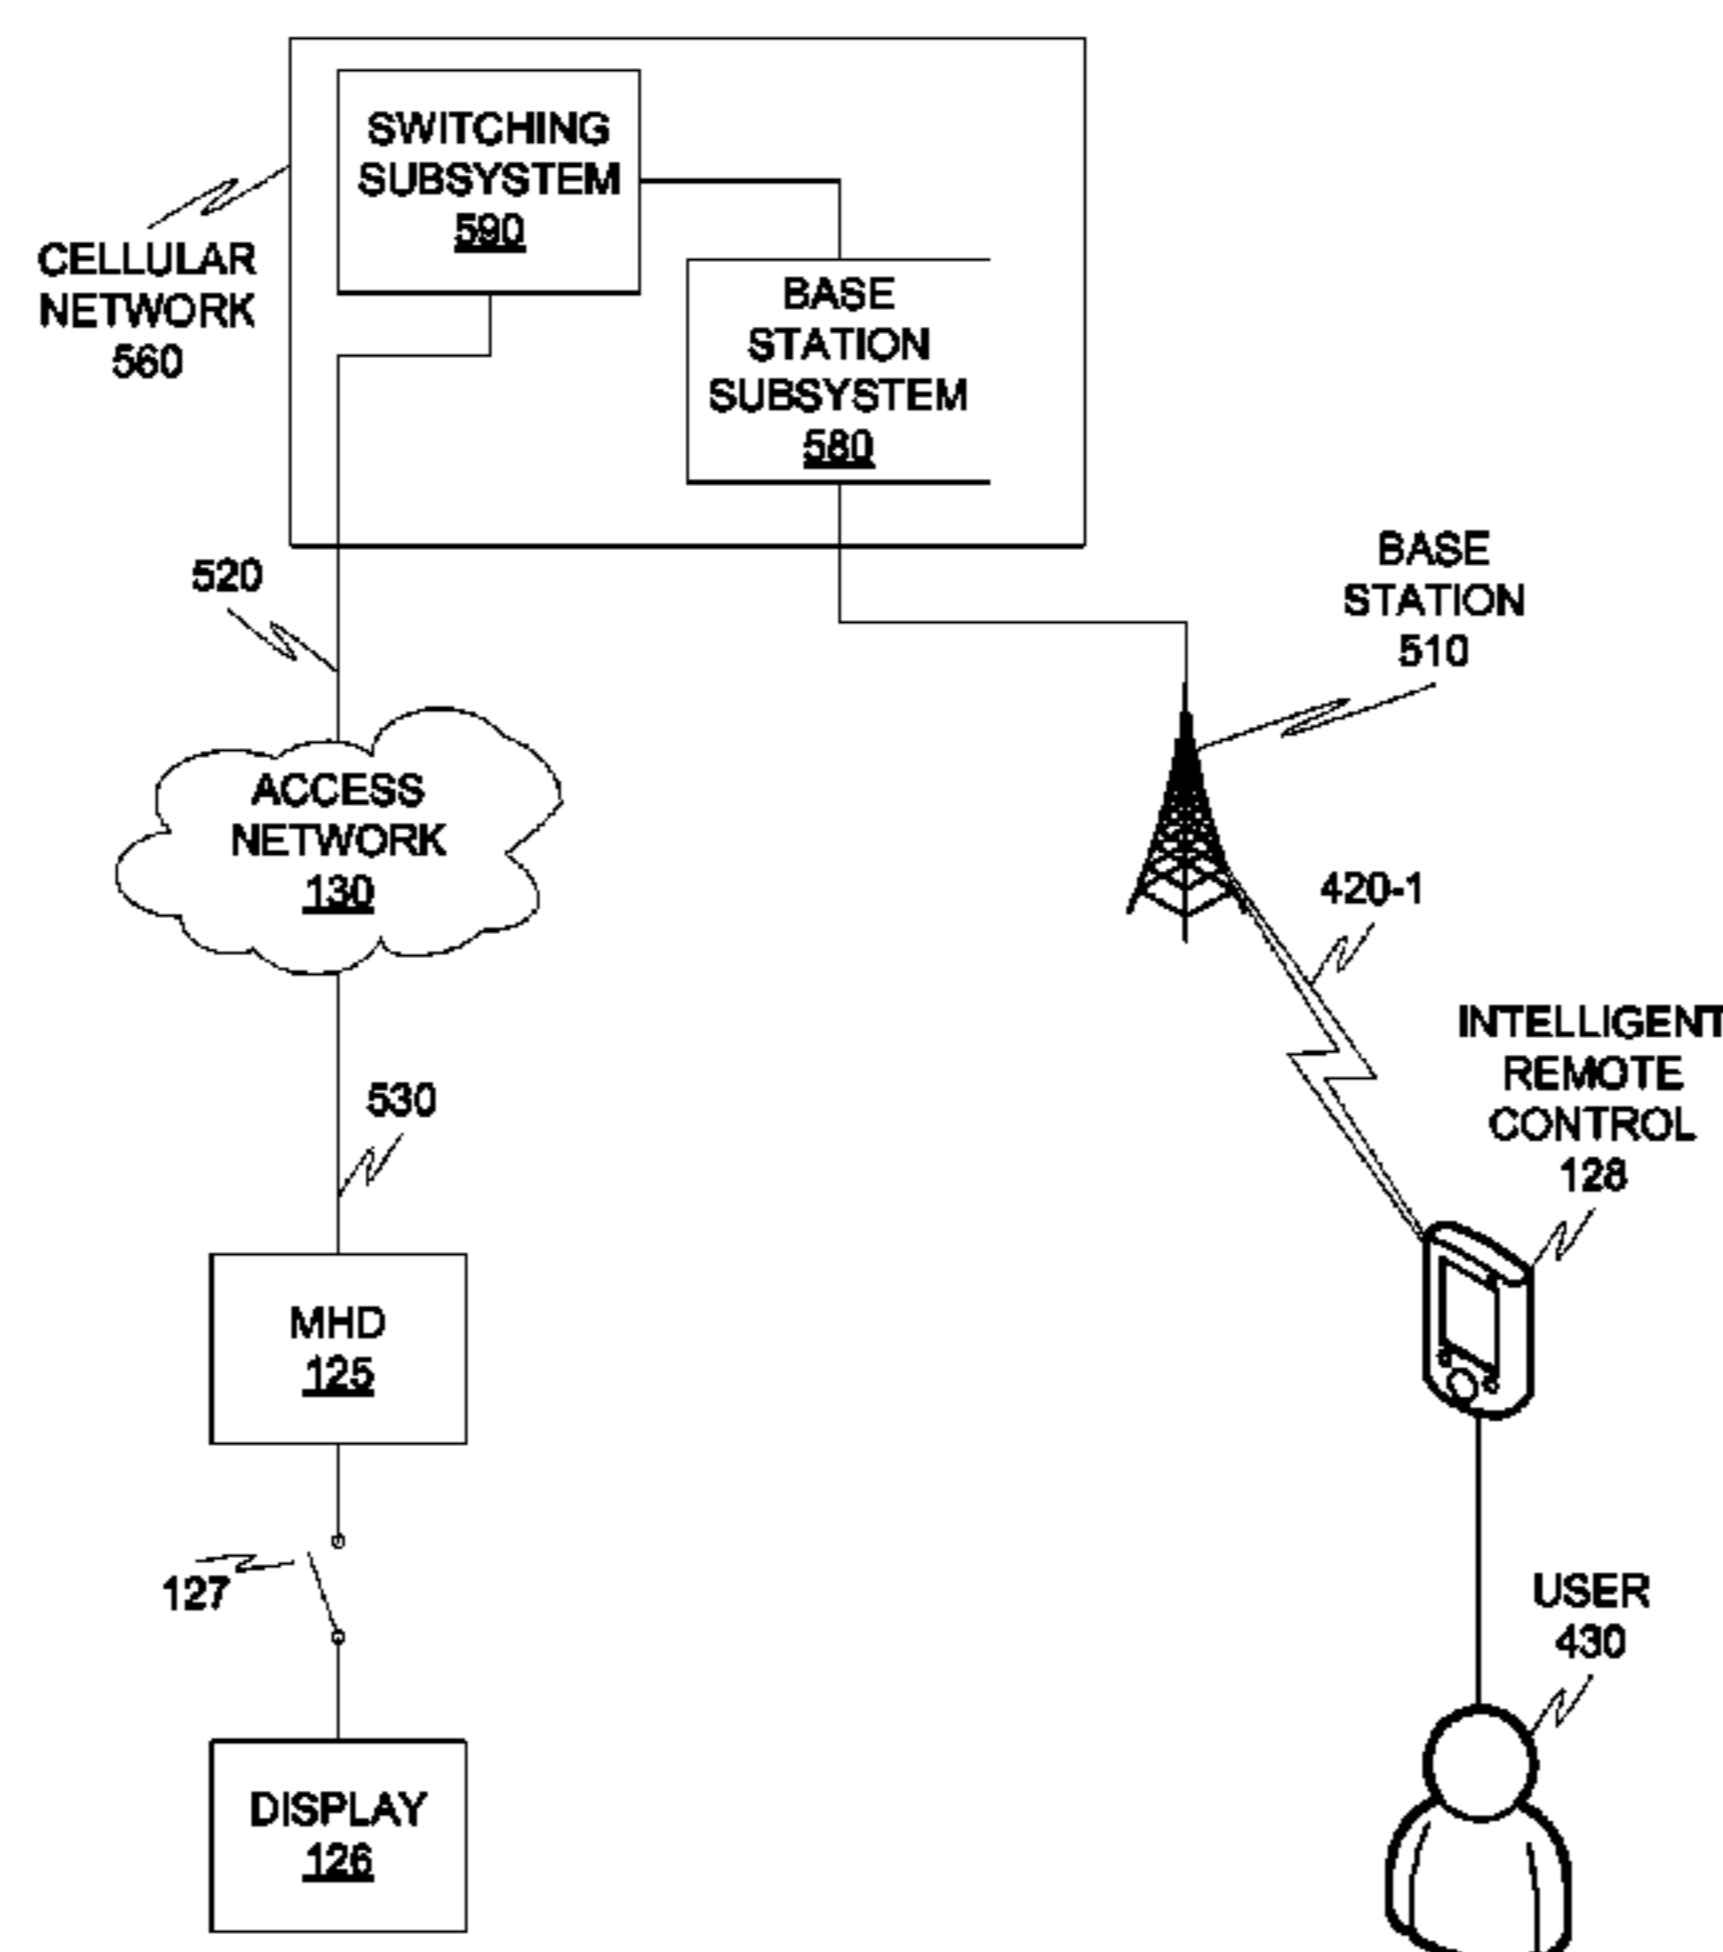 SWITCHING
SUBSYSTEM
590
CELLULAR
NETWORK
560
BASE
STATION
SUBSYSTEM
580
520
BASE
STATION
510
ACCESS
NETWORK
130
420-1
INTELLIGENT
REMOTE
CONTROL
128
530
MHD
125
127
USER
430
DISPLAY
126